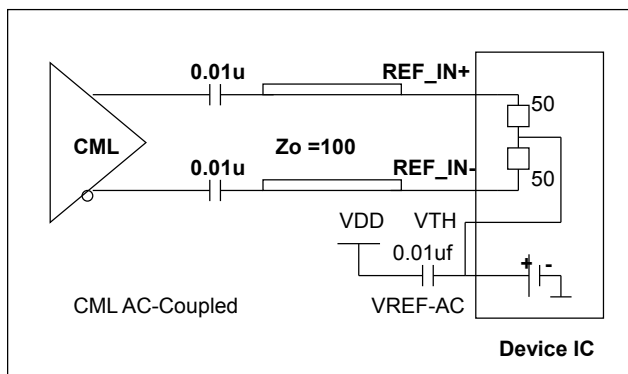 0.01u
REF_IN+
50
CML
0.01u
Zo =100
REF_IN-
50
VDD
VTH
0.01uf
+
-
CML AC-Coupled
VREF-AC
Device IC